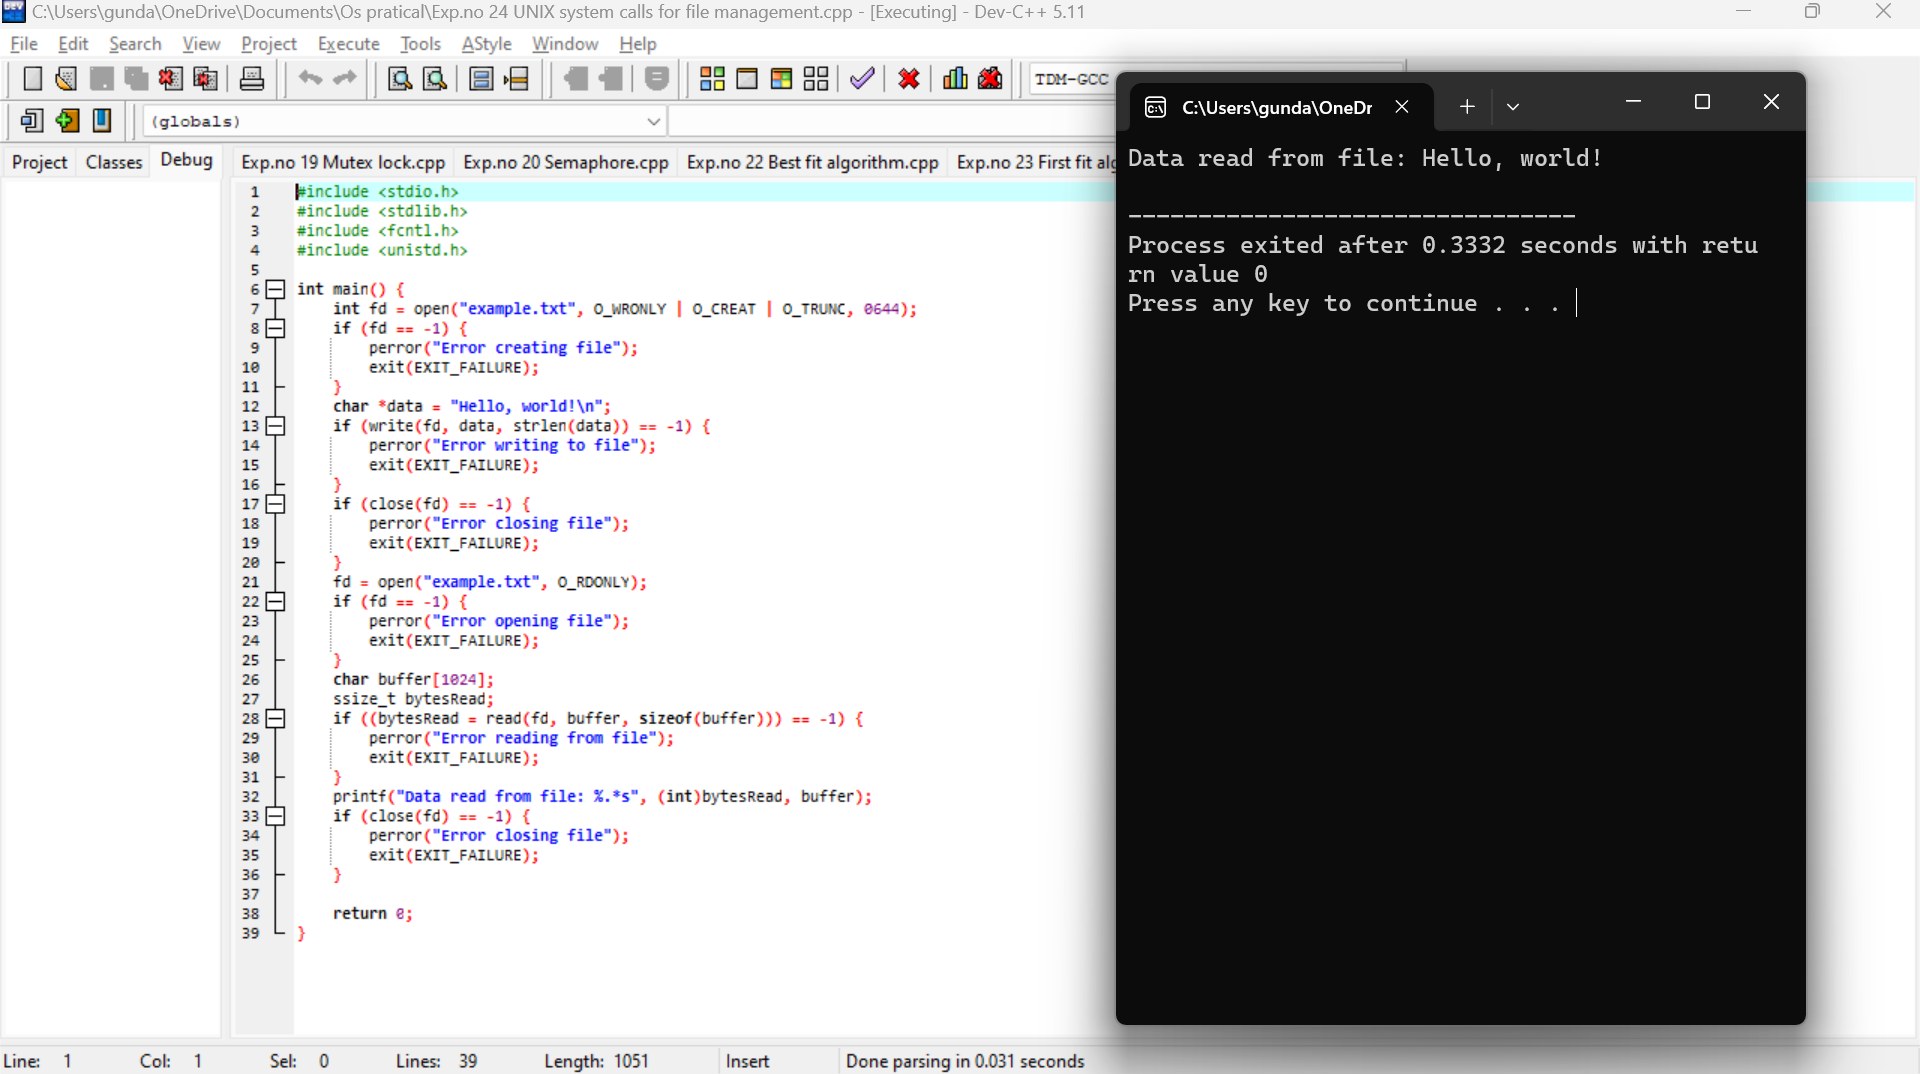 C:\Users\gunda\OneDrive\Documents\Os pratical\Exp.no 24 UNIX system calls for file management.cpp - [Executing] - Dev-C++ 5.11
File Edit Search View Project Execute Tools AStyle Window Help
TDM-GCC
(globals)
Project Classes Debug
Exp.no 19 Mutex lock.cpp Exp.no 20 Semaphore.cpp Exp.no 22 Best fit algorithm.cpp Exp.no 23 First fit alg
1 #include <stdio.h>
2 #include <stdlib.h>
3 #include <fcntl.h>
4 #include <unistd.h>
5
6 int main() {
7 int fd = open("example.txt", O_WRONLY | O_CREAT | O_TRUNC, 0644);
8 if (fd == -1) {
9 perror("Error creating file");
10 exit(EXIT_FAILURE);
11 }
12 char *data = "Hello, world!\n";
13 if (write(fd, data, strlen(data)) == -1) {
14 perror("Error writing to file");
15 exit(EXIT_FAILURE);
16 }
17 if (close(fd) == -1) {
18 perror("Error closing file");
19 exit(EXIT_FAILURE);
20 }
21 fd = open("example.txt", O_RDONLY);
22 if (fd == -1) {
23 perror("Error opening file");
24 exit(EXIT_FAILURE);
25 }
26 char buffer[1024];
27 ssize_t bytesRead;
28 if ((bytesRead = read(fd, buffer, sizeof(buffer))) == -1) {
29 perror("Error reading from file");
30 exit(EXIT_FAILURE);
31 }
32 printf("Data read from file: %.*s", (int)bytesRead, buffer);
33 if (close(fd) == -1) {
34 perror("Error closing file");
35 exit(EXIT_FAILURE);
36 }
37
38 return 0;
39 }
C:\Users\gunda\OneDr
Data read from file: Hello, world!
--------------------------------
Process exited after 0.3332 seconds with retu
rn value 0
Press any key to continue . . .
Line: 1 Col: 1 Sel: 0 Lines: 39 Length: 1051 Insert Done parsing in 0.031 seconds